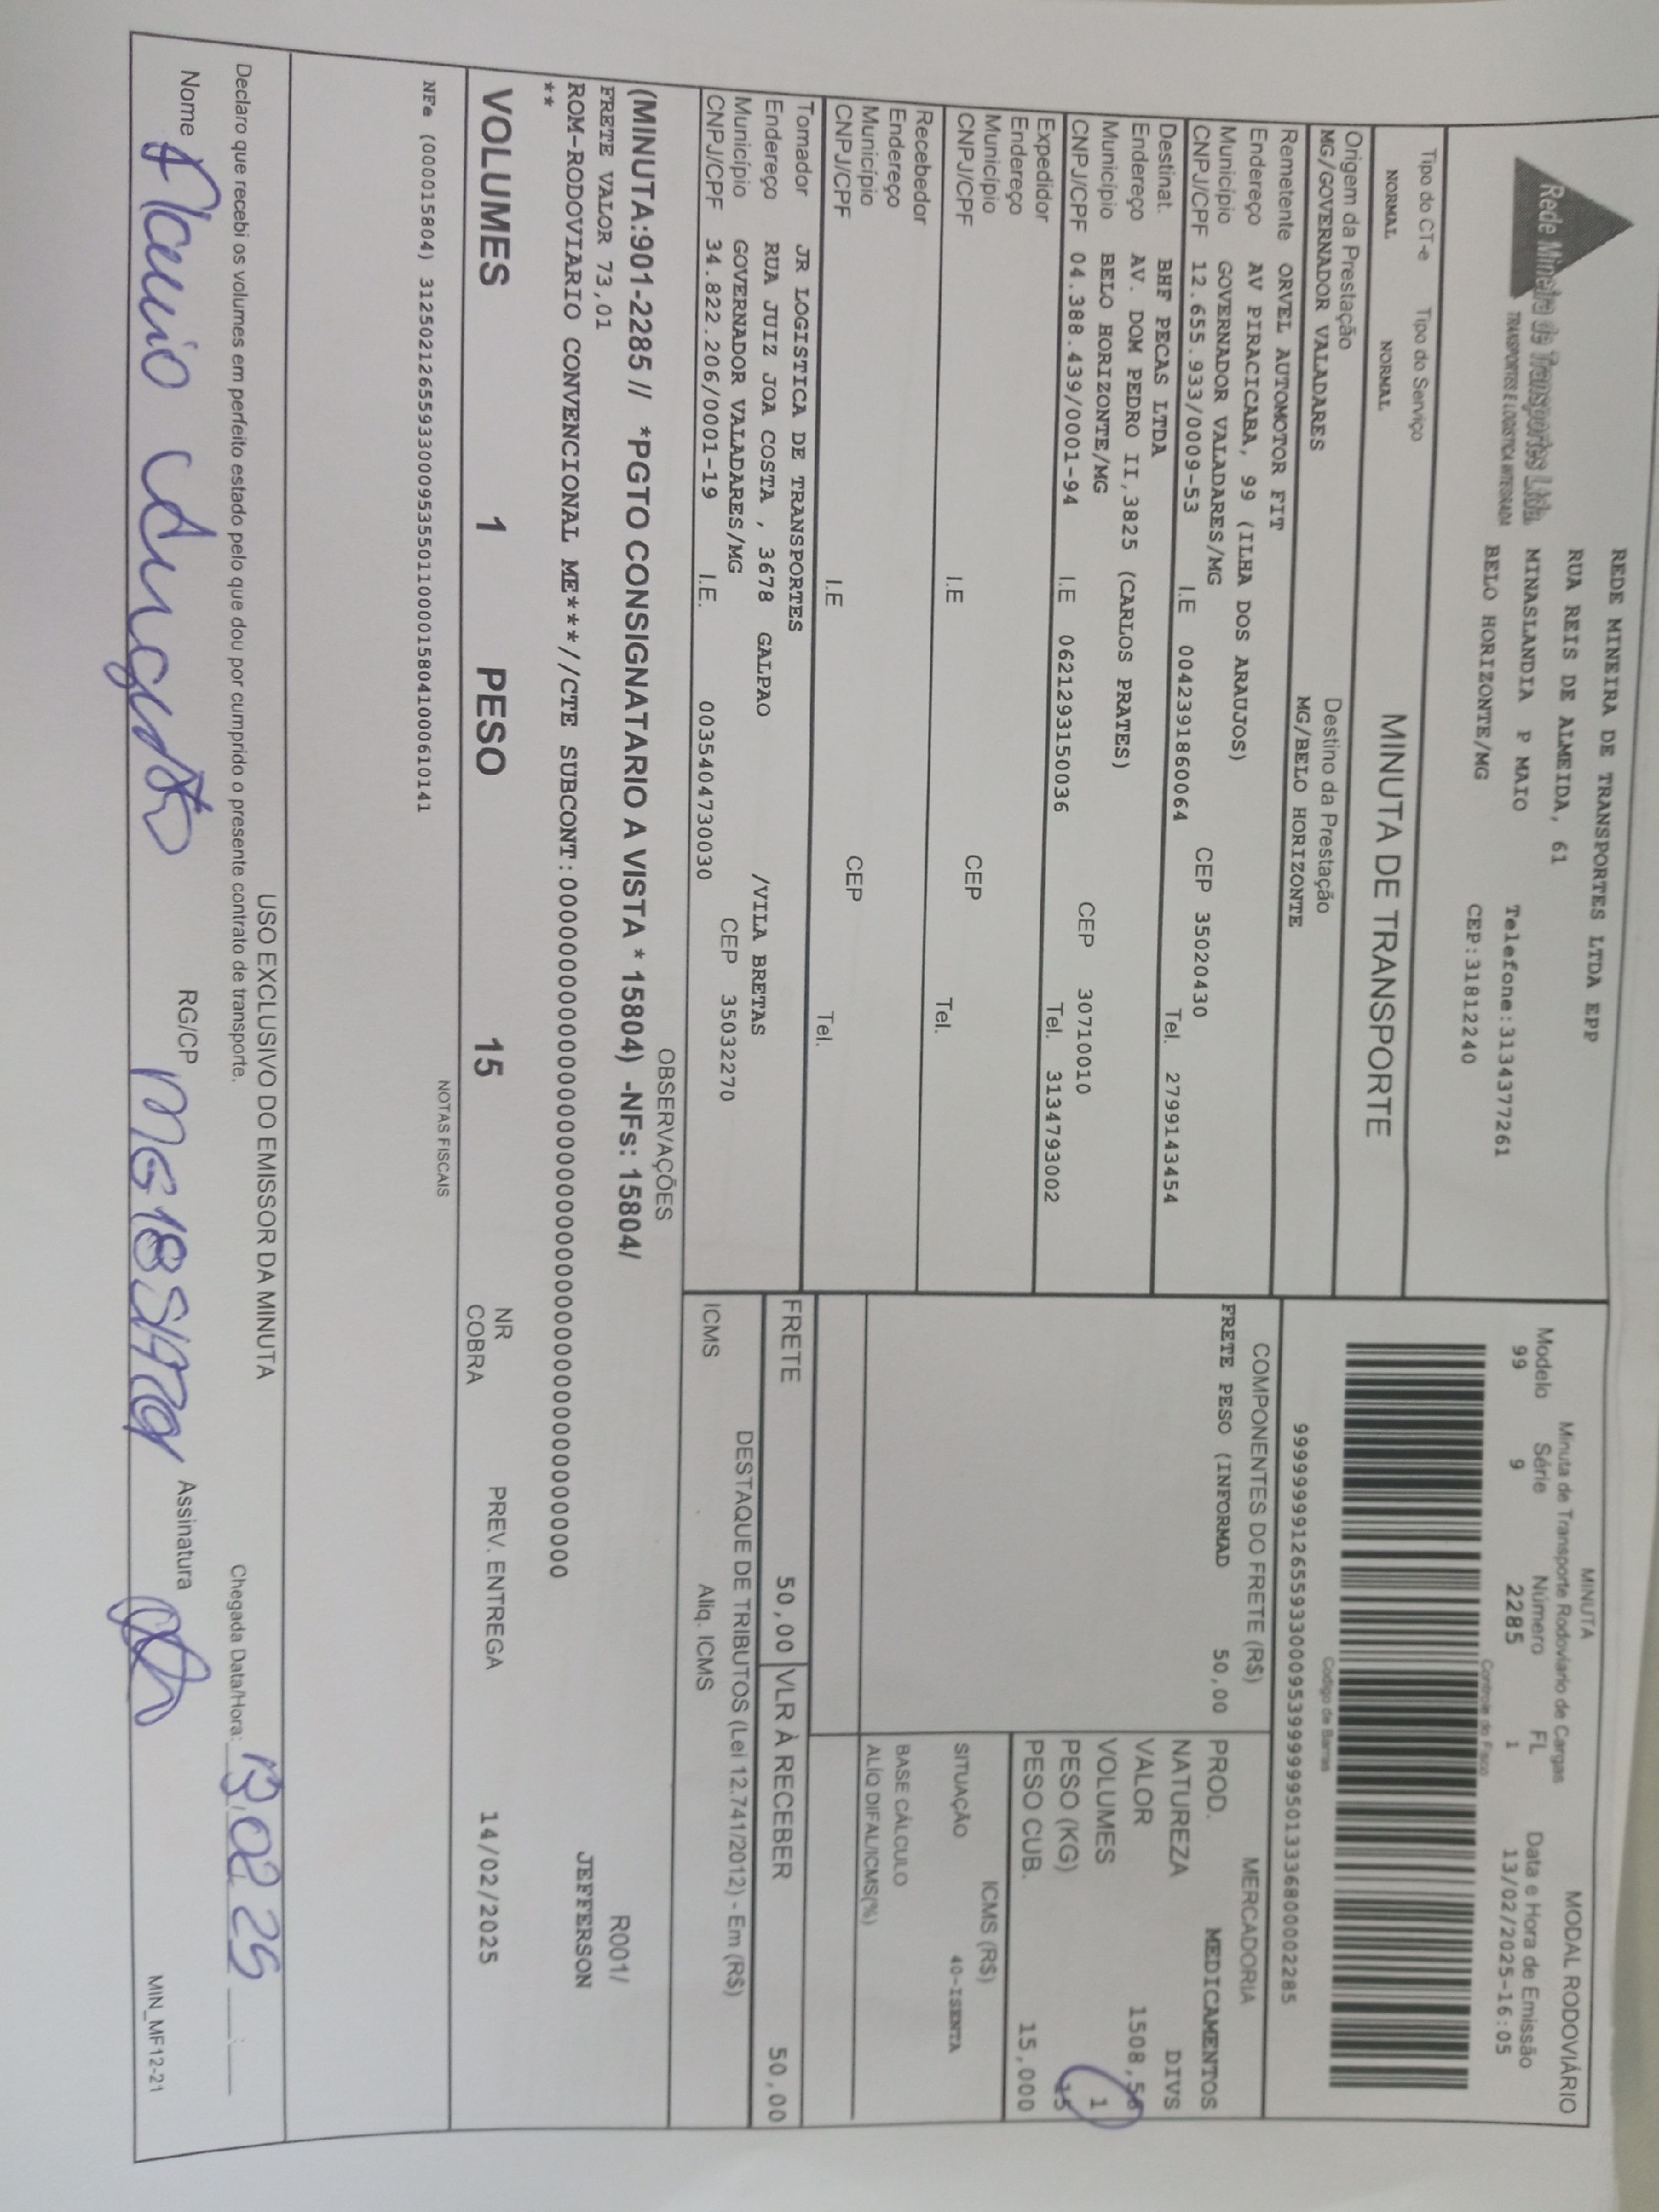 Rede Mineira de Transportes Ltda.
TRANSPORTES E LOGISTICA INTEGRADA
REDE MINEIRA DE TRANSPORTES LTDA EPP
RUA REIS DE ALMEIDA, 61
MINASLANDIA P MAIO Telefone:3134377261
BELO HORIZONTE/MG CEP:31812240
MINUTA MODAL RODOVIÁRIO
Minuta de Transporte Rodoviario de Cargas
Modelo Série Número FL Data e Hora de Emissão
99 9 2285 1 13/02/2025-16:05
Controle do Fisco
Tipo do CT-e Tipo do Serviço
NORMAL NORMAL
MINUTA DE TRANSPORTE
Codigo de Barras
Origem da Prestação Destino da Prestação
MG/GOVERNADOR VALADARES MG/BELO HORIZONTE
Remetente ORVEL AUTOMOTOR FIT
Endereço AV PIRACICABA, 99 (ILHA DOS ARAUJOS)
Município GOVERNADOR VALADARES/MG CEP 35020430
CNPJ/CPF 12.655.933/0009-53 I.E 0042391860064 Tel. 2799143454
Destinat. BHF PECAS LTDA
Endereço AV. DOM PEDRO II,3825 (CARLOS PRATES)
Município BELO HORIZONTE/MG CEP 30710010
CNPJ/CPF 04.388.439/0001-94 I.E 0621293150036 Tel. 3134793002
Expedidor
Endereço
Município CEP
CNPJ/CPF I.E Tel.
Recebedor
Endereço
Município CEP
CNPJ/CPF I.E Tel.
Tomador JR LOGISTICA DE TRANSPORTES
Endereço RUA JUIZ JOA COSTA , 3678 GALPAO /VILA BRETAS
Município GOVERNADOR VALADARES/MG CEP 35032270
CNPJ/CPF 34.822.206/0001-19 I.E. 0035404730030
COMPONENTES DO FRETE (R$)
FRETE PESO (INFORMAD 50,00
MERCADORIA
PROD. MEDICAMENTOS
NATUREZA DIVS
VALOR 1508,56
VOLUMES 1
PESO (KG) 15
PESO CUB. 15,000
ICMS (R$)
SITUAÇÃO 40-ISENTA
BASE CÁLCULO
ALÍQ DIFAL/ICMS(%)
FRETE 50,00 VLR À RECEBER 50,00
DESTAQUE DE TRIBUTOS (Lei 12.741/2012) - Em (R$)
ICMS Aliq. ICMS
OBSERVAÇÕES
(MINUTA:901-2285 // *PGTO CONSIGNATARIO A VISTA * 15804) -NFs: 15804/
R001/
FRETE VALOR 73,01
JEFFERSON
ROM-RODOVIARIO CONVENCIONAL ME****//CTE SUBCONT:
**
VOLUMES 1 PESO 15 NR COBRA PREV. ENTREGA 14/02/2025
NOTAS FISCAIS
NFe (000015804)
USO EXCLUSIVO DO EMISSOR DA MINUTA
Declaro que recebi os volumes em perfeito estado pelo que dou por cumprido o presente contrato de transporte.
Chegada Data/Hora: 13,02 25 :
Nome RG/CP Assinatura
MIN_MF12-21